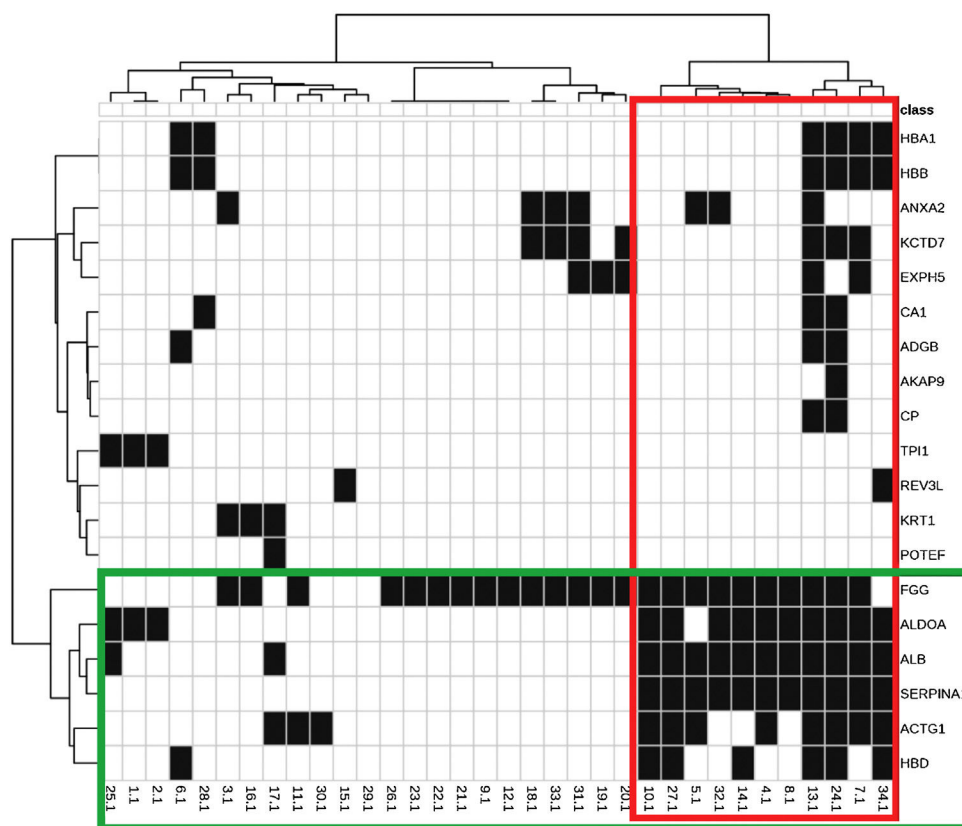 class
HBA1
HBB
ANXA2
KCTD7
EXPH5
CA1
ADGB
AKAP9
CP
TPI1
REV3L
KRT1
POTEF
FGG
ALDOA
ALB
SERPINA
ACTG1
HBD
25.1 1.1 2.1 6.1 28.1 3.1 16.1 17.1 11.1 30.1 15.1 29.1 26.1 23.1 22.1 21.1 9.1 12.1 18.1 33.1 31.1 19.1 20.1 10.1 27.1 5.1 32.1 14.1 4.1 8.1 13.1 24.1 7.1 34.1